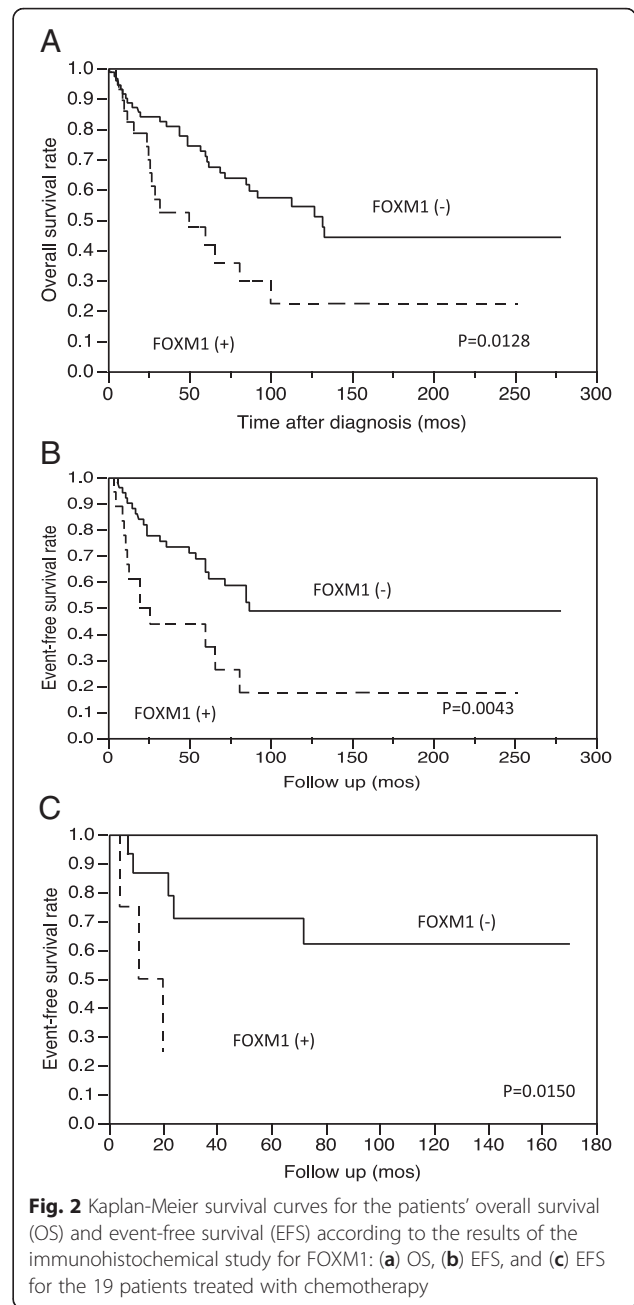 A
1.0
0.9
0.8
0.7
0.6
0.5
0.4
0.3
0.2
0.1
0.0
Overall survival rate
FOXM1 (-)
FOXM1 (+)
P=0.0128
0 25 50 75 100 150 200 250 300
Time after diagnosis (mos)
B
1.0
0.9
0.8
0.7
0.6
0.5
0.4
0.3
0.2
0.1
0.0
Event-free survival rate
FOXM1 (-)
FOXM1 (+)
P=0.0043
0 25 50 75 100 150 200 250 300
Follow up (mos)
C
1.0
0.9
0.8
0.7
0.6
0.5
0.4
0.3
0.2
0.1
0.0
Event-free survival rate
FOXM1 (-)
FOXM1 (+)
P=0.0150
0 20 40 60 80 100 120 140 160 180
Follow up (mos)
Fig. 2 Kaplan-Meier survival curves for the patients' overall survival
(OS) and event-free survival (EFS) according to the results of the
immunohistochemical study for FOXM1: (a) OS, (b) EFS, and (c) EFS
for the 19 patients treated with chemotherapy